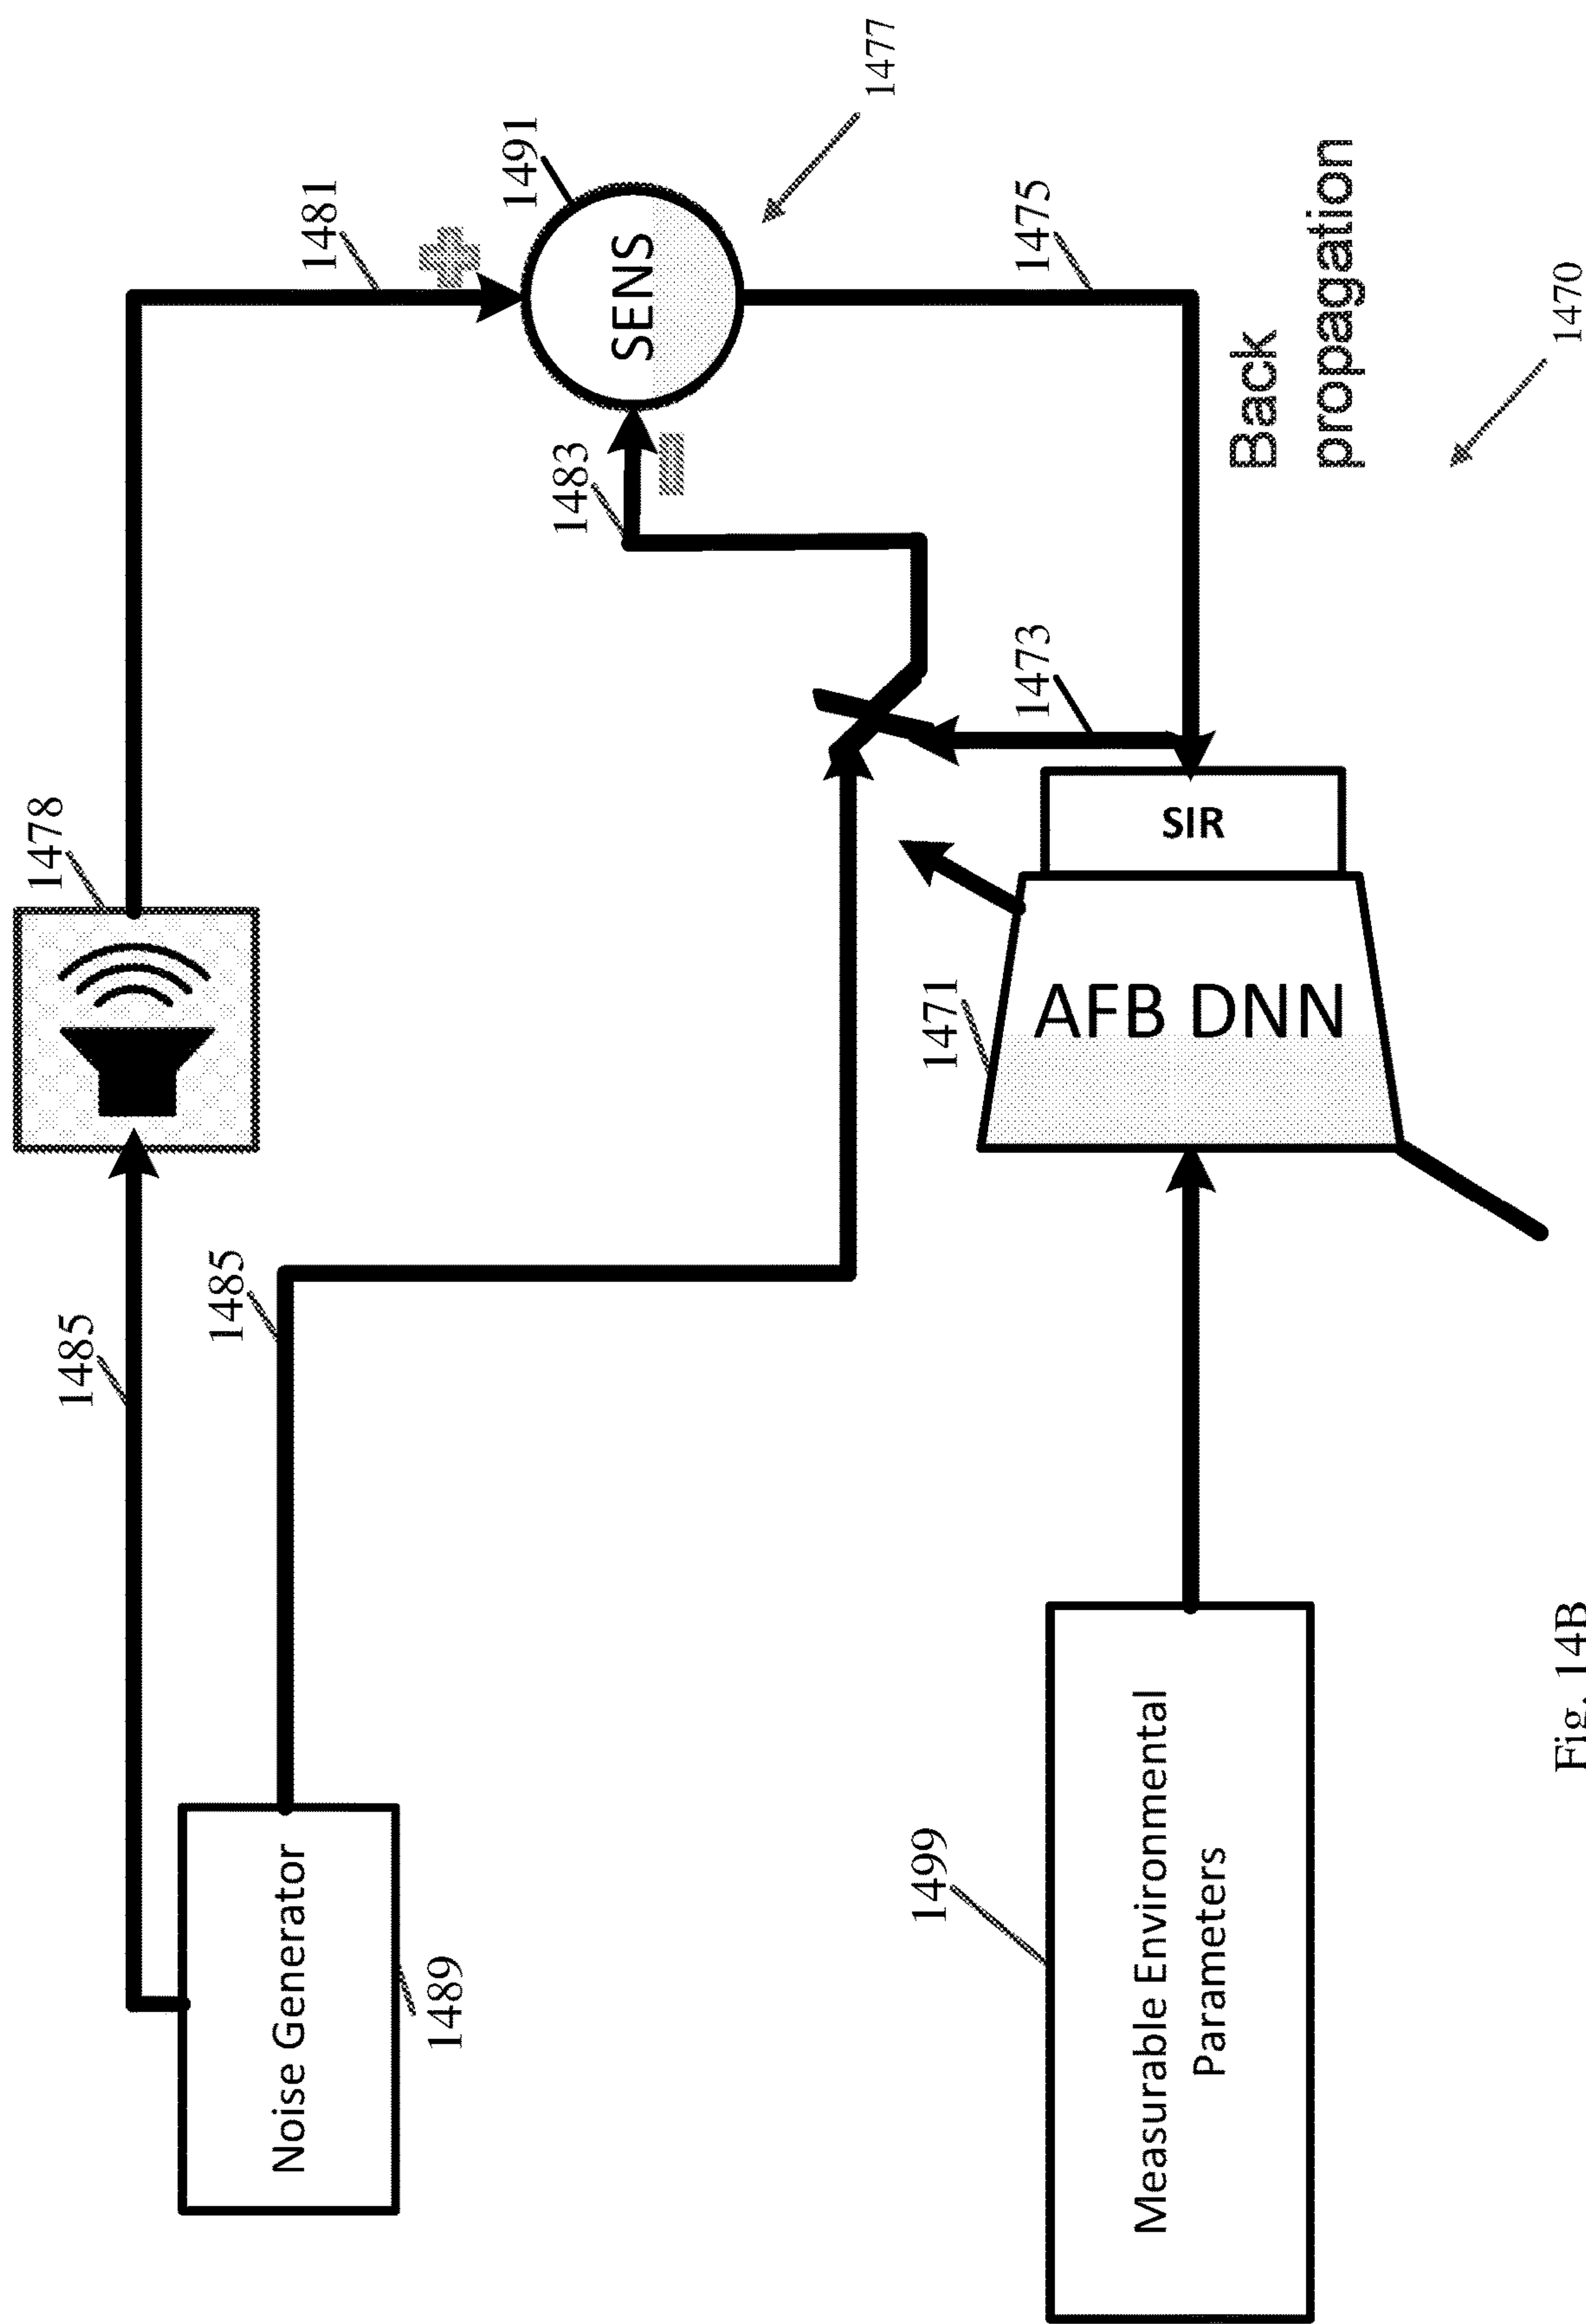 1485
1478
1481
Noise Generator
1489
1485
1483
SENS
1491
1477
1473
1475
Back
propagation
Measurable Environmental
Parameters
1499
AFB DNN
1471
SIR
1470
Fig. 14B